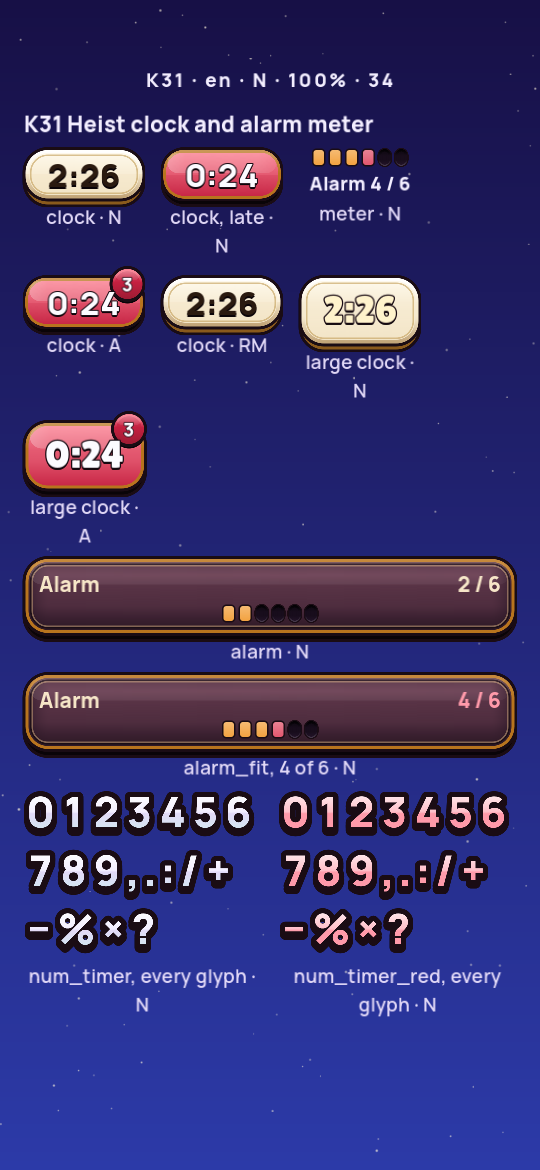 K31 · en · N · 100% · 34
K31 Heist clock and alarm meter
2:26
0:24
Alarm 4 / 6
clock · N
clock, late · N
meter · N
0:24
3
2:26
2:26
clock · A
clock · RM
large clock · N
0:24
3
large clock · A
Alarm 2 / 6
alarm · N
Alarm 4 / 6
alarm_fit, 4 of 6 · N
0123456
789,.:/+
−%×?
num_timer, every glyph · N
0123456
789,.:/+
−%×?
num_timer_red, every glyph · N